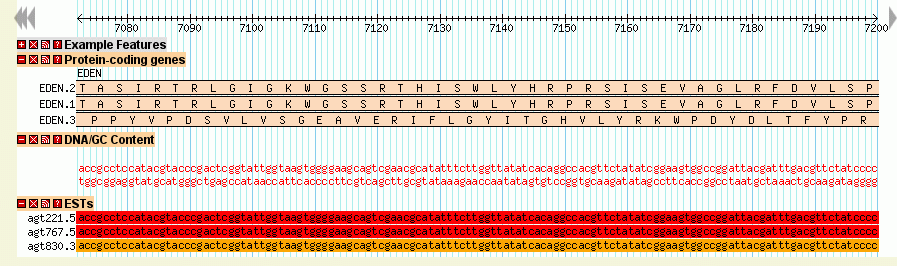 7080 7090 7100 7110 7120 7130 7140 7150 7160 7170 7180 7190 7200
Example Features
Protein-coding genes
EDEN
EDEN.2 T A S I R T R L G I G K W G S S R T H I S W L Y H R P R S I S E V A G L R F D V L S P
EDEN.1 T A S I R T R L G I G K W G S S R T H I S W L Y H R P R S I S E V A G L R F D V L S P
EDEN.3 P P Y V P D S V L V S G E A V E R I F L G Y I T G H V L Y R K W P D Y D L T F Y P R
DNA/GC Content
accgcctccatacgtacccgactcggtattggtaagtggggaagcagtcgaacgcatatttcttggttatatcacaggccacgttctatatcggaagtggccggattacgatttgacgttctatcccc
tggcggaggtatgcatgggctgagccataaccattcaccccttcgtcagcttgcgtataaagaaccaatatagtgtccggtgcaagatatagccttcaccggcctaatgctaaactgcaagatagggg
ESTs
agt221.5 accgcctccatacgtacccgactcggtattggtaagtggggaagcagtcgaacgcatatttcttggttatatcacaggccacgttctatatcggaagtggccggattacgatttgacgttctatcccc
agt767.5 accgcctccatacgtacccgactcggtattggtaagtggggaagcagtcgaacgcatatttcttggttatatcacaggccacgttctatatcggaagtggccggattacgatttgacgttctatcccc
agt830.3 accgcctccatacgtacccgactcggtattggtaagtggggaagcagtcgaacgcatatttcttggttatatcacaggccacgttctatatcggaagtggccggattacgatttgacgttctatcccc